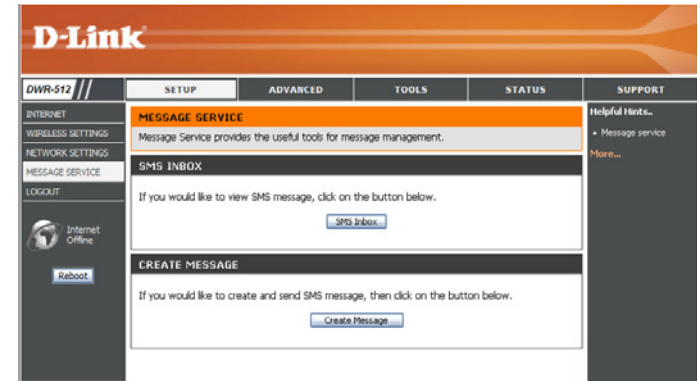 D-Link
DWR-512 // SETUP ADVANCED TOOLS STATUS SUPPORT
INTERNET
WIRELESS SETTINGS
NETWORK SETTINGS
MESSAGE SERVICE
LOGOUT
Internet
Offline
Reboot
MESSAGE SERVICE
Message Service provides the useful tools for message management.
SMS INBOX
If you would like to view SMS message, click on the button below.
SMS Inbox
CREATE MESSAGE
If you would like to create and send SMS message, then click on the button below.
Create Message
Helpful Hints..
• Message service
More...